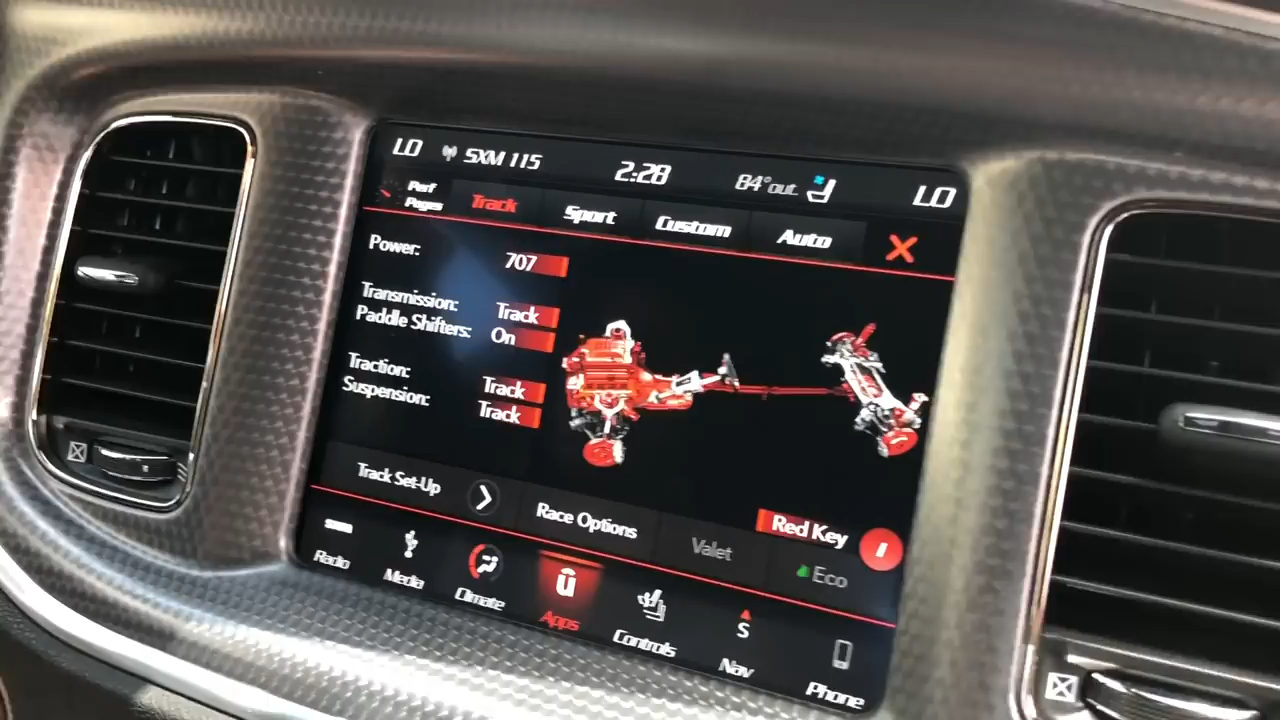 LO SXM 115 2:28 84° out LO
Perf Pages Track Sport Custom Auto X
Power: 707
Transmission: Track
Paddle Shifters: On
Traction: Track
Suspension: Track
Track Set-Up Race Options Valet Red Key
Eco
Radio Media Climate Apps Controls Nav Phone
S